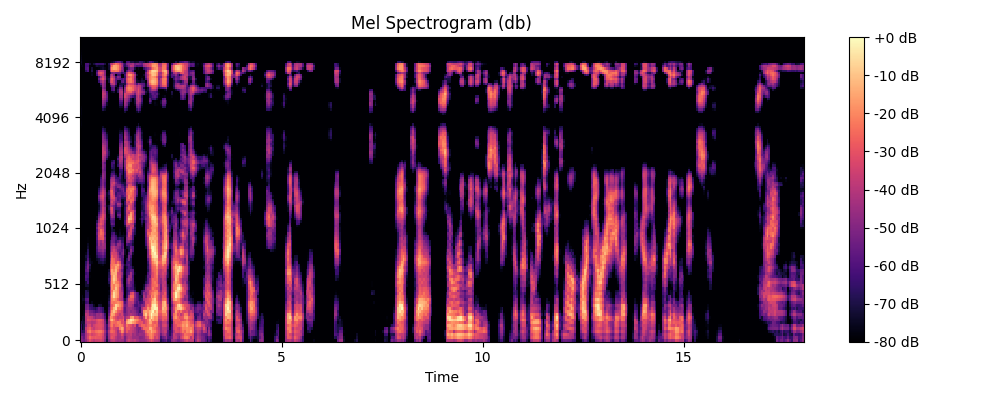 Mel Spectrogram (db)
8192
4096
2048
1024
512
0
Hz
0 5 10 15
Time
+0 dB
-10 dB
-20 dB
-30 dB
-40 dB
-50 dB
-60 dB
-70 dB
-80 dB